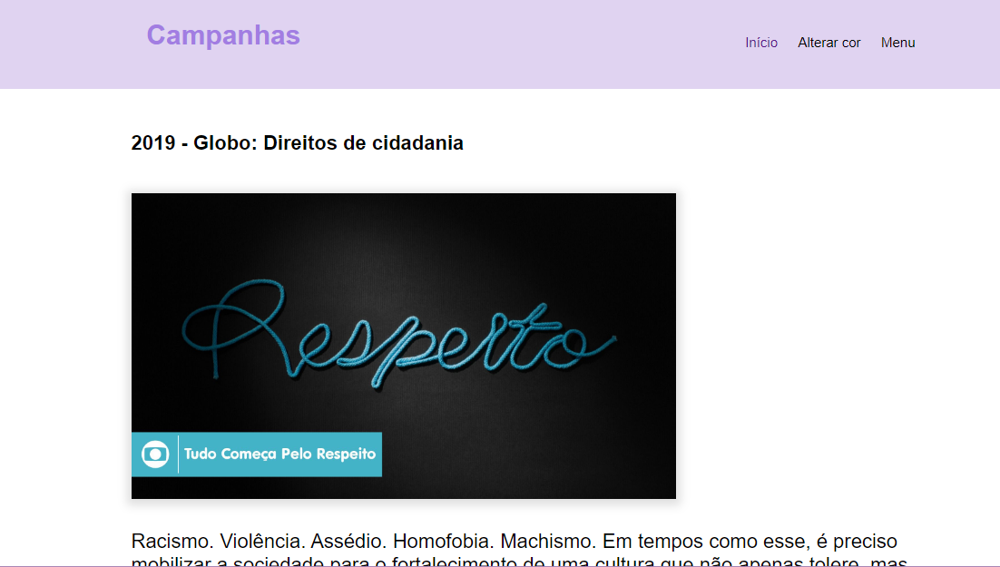 Campanhas
Início Alterar cor Menu
2019 - Globo: Direitos de cidadania
Respeito
Tudo Começa Pelo Respeito
Racismo. Violência. Assédio. Homofobia. Machismo. Em tempos como esse, é preciso
mobilizar a sociedade para o fortalecimento de uma cultura que não apenas tolere, mas